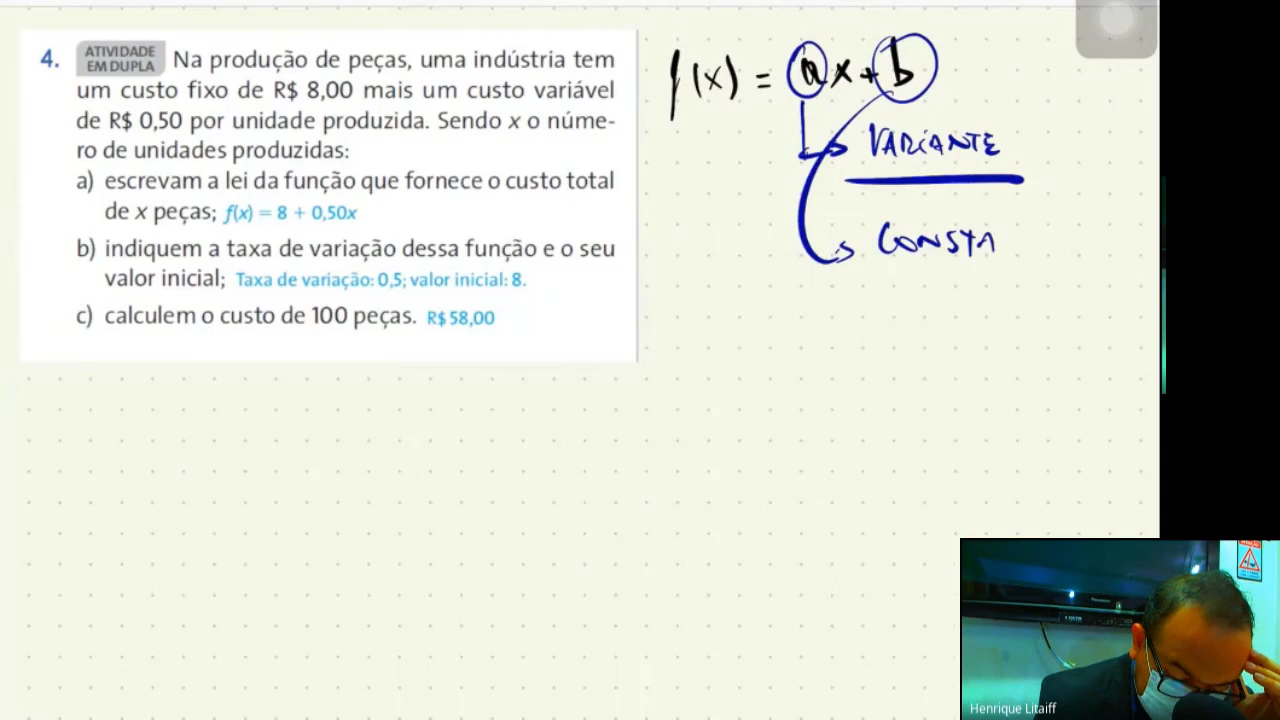 4. ATIVIDADE EM DUPLA Na produção de peças, uma indústria tem
um custo fixo de R$ 8,00 mais um custo variável
de R$ 0,50 por unidade produzida. Sendo x o núme-
ro de unidades produzidas:
a) escrevam a lei da função que fornece o custo total
de x peças; f(x) = 8 + 0,50x
b) indiquem a taxa de variação dessa função e o seu
valor inicial; Taxa de variação: 0,5; valor inicial: 8.
c) calculem o custo de 100 peças. R$ 58,00
f(x) = ax + b
VARIANTE
CONSTA
Panasonic
Henrique Litaiff